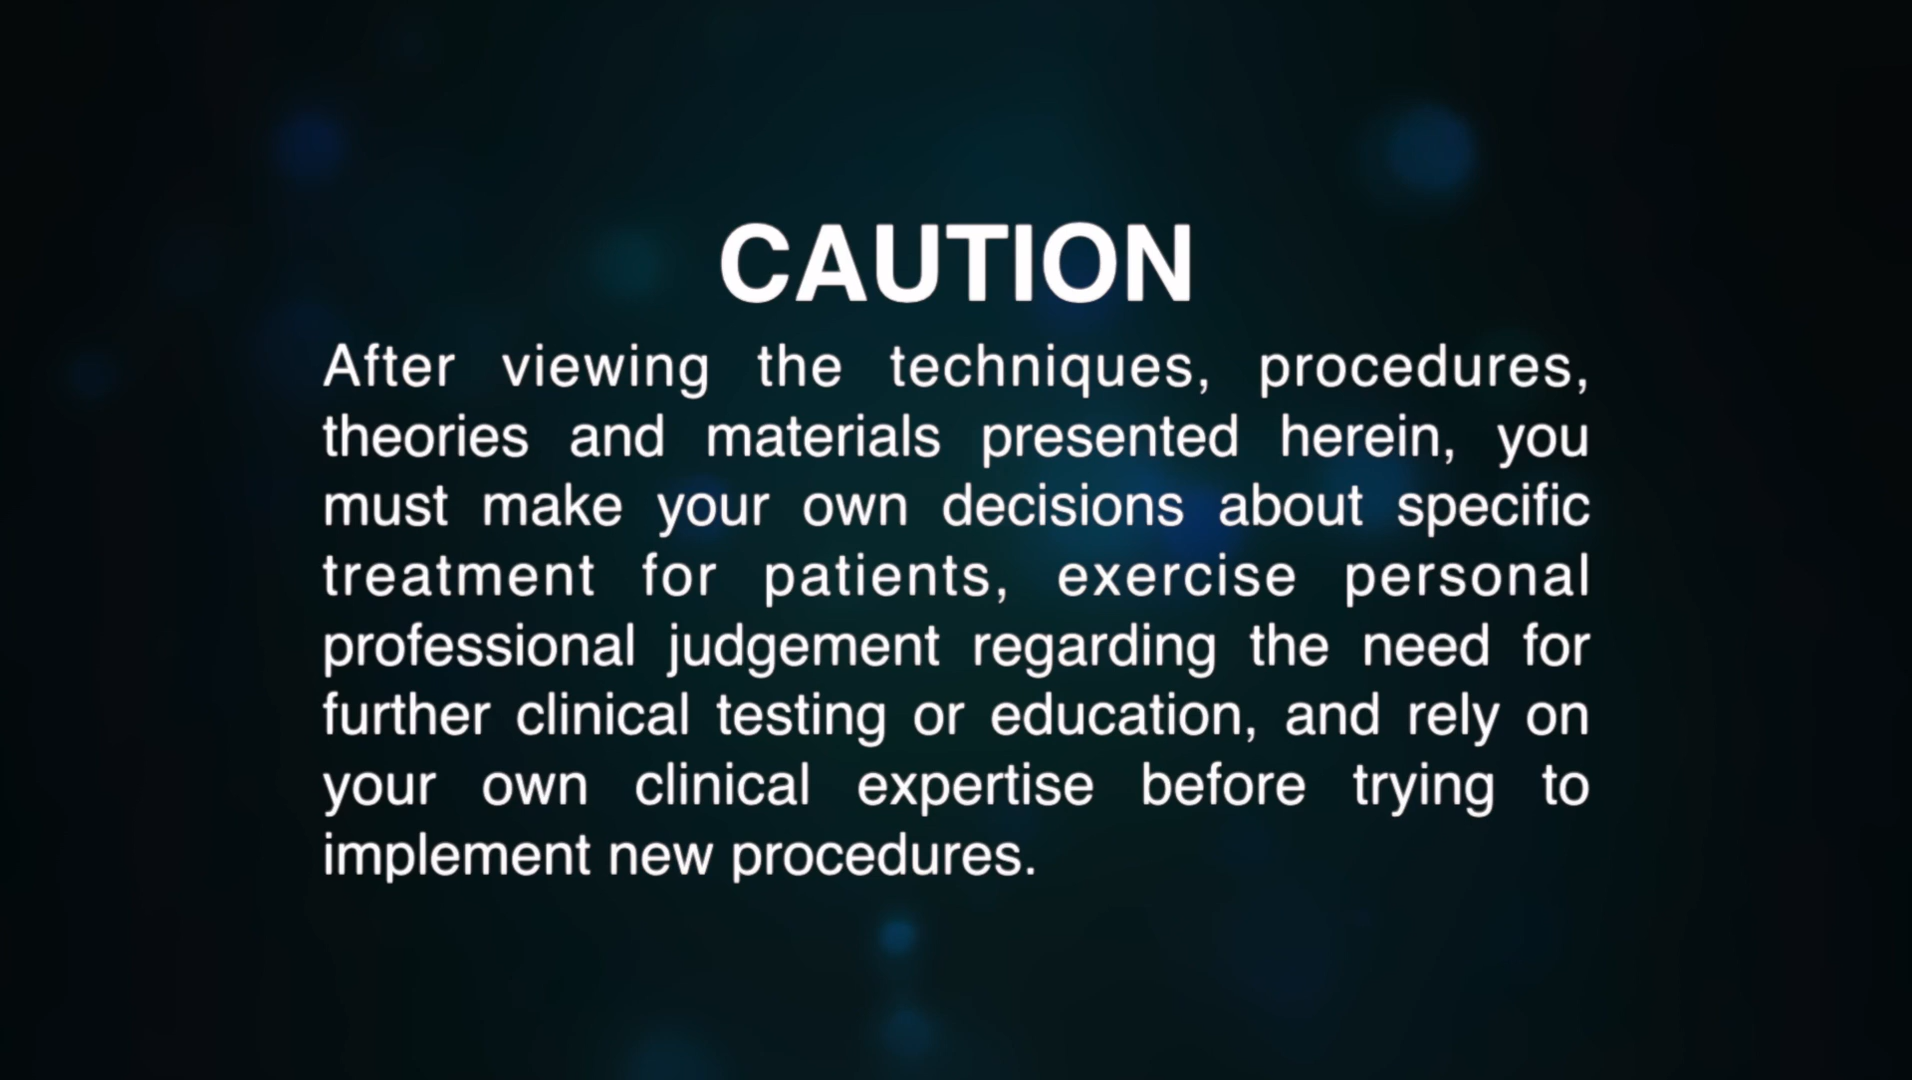 CAUTION
After viewing the techniques, procedures,
theories and materials presented herein, you
must make your own decisions about specific
treatment for patients, exercise personal
professional judgement regarding the need for
further clinical testing or education, and rely on
your own clinical expertise before trying to
implement new procedures.